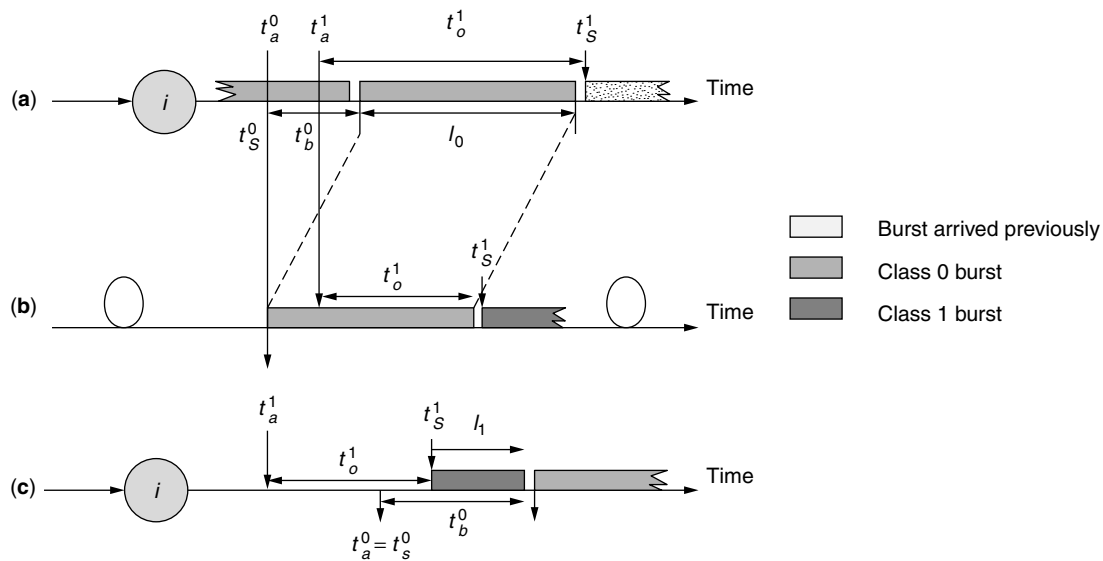 t_a^0 t_a^1 t_o^1 t_S^1
(a) i Time
t_S^0 t_b^0 l_0
t_S^1
(b) t_o^1 Time
Burst arrived previously
Class 0 burst
Class 1 burst
t_a^1 t_S^1 l_1
(c) i t_o^1 Time
t_b^0
t_a^0 = t_s^0